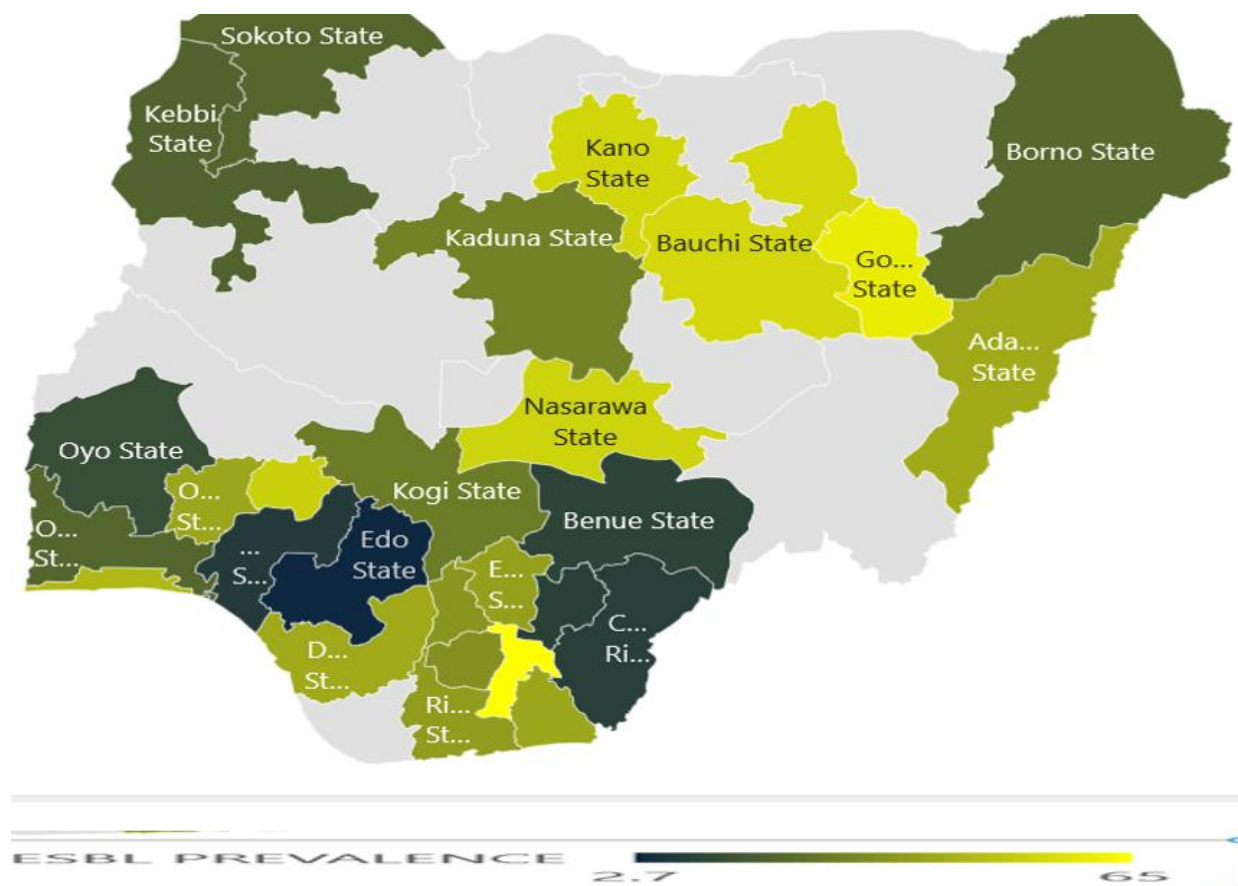 Sokoto State
Kebbi
State
Kano
State
Borno State
Kaduna State
Bauchi State
Go...
State
Ada...
State
Nasarawa
State
Oyo State
O...
St...
Kogi State
Benue State
O...
St...
...
S...
Edo
State
E...
S...
C...
Ri...
D...
St...
Ri...
St...
ESBL PREVALENCE
2.7
65